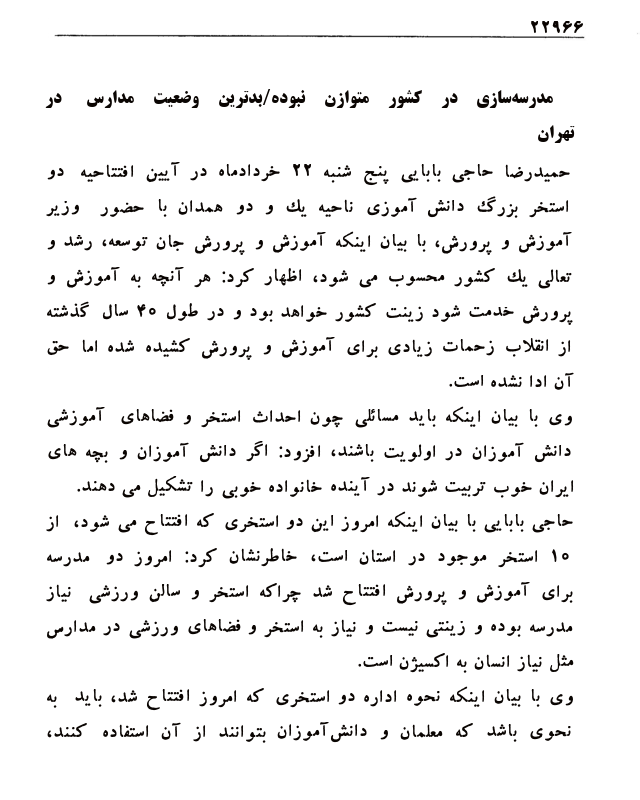 ۲۲۹۶۶
مدرسه‌سازی در کشور متوازن نبوده/بدترین وضعیت مدارس در
تهران
حمیدرضا حاجی بابایی پنج شنبه ۲۲ خردادماه در آیین افتتاحیه دو
استخر بزرگ دانش آموزی ناحیه یك و دو همدان با حضور وزیر
آموزش و پرورش، با بیان اینکه آموزش و پرورش جان توسعه، رشد و
تعالی یك کشور محسوب می شود، اظهار کرد: هر آنچه به آموزش و
پرورش خدمت شود زینت کشور خواهد بود و در طول ۴۰ سال گذشته
از انقلاب زحمات زیادی برای آموزش و پرورش کشیده شده اما حق
آن ادا نشده است.
وی با بیان اینکه باید مسائلی چون احداث استخر و فضاهای آموزشی
دانش آموزان در اولویت باشند، افزود: اگر دانش آموزان و بچه های
ایران خوب تربیت شوند در آینده خانواده خوبی را تشکیل می دهند.
حاجی بابایی با بیان اینکه امروز این دو استخری که افتتاح می شود، از
۱۵ استخر موجود در استان است، خاطرنشان کرد: امروز دو مدرسه
برای آموزش و پرورش افتتاح شد چراکه استخر و سالن ورزشی نیاز
مدرسه بوده و زینتی نیست و نیاز به استخر و فضاهای ورزشی در مدارس
مثل نیاز انسان به اکسیژن است.
وی با بیان اینکه نحوه اداره دو استخری که امروز افتتاح شد، باید به
نحوی باشد که معلمان و دانش‌آموزان بتوانند از آن استفاده کنند،